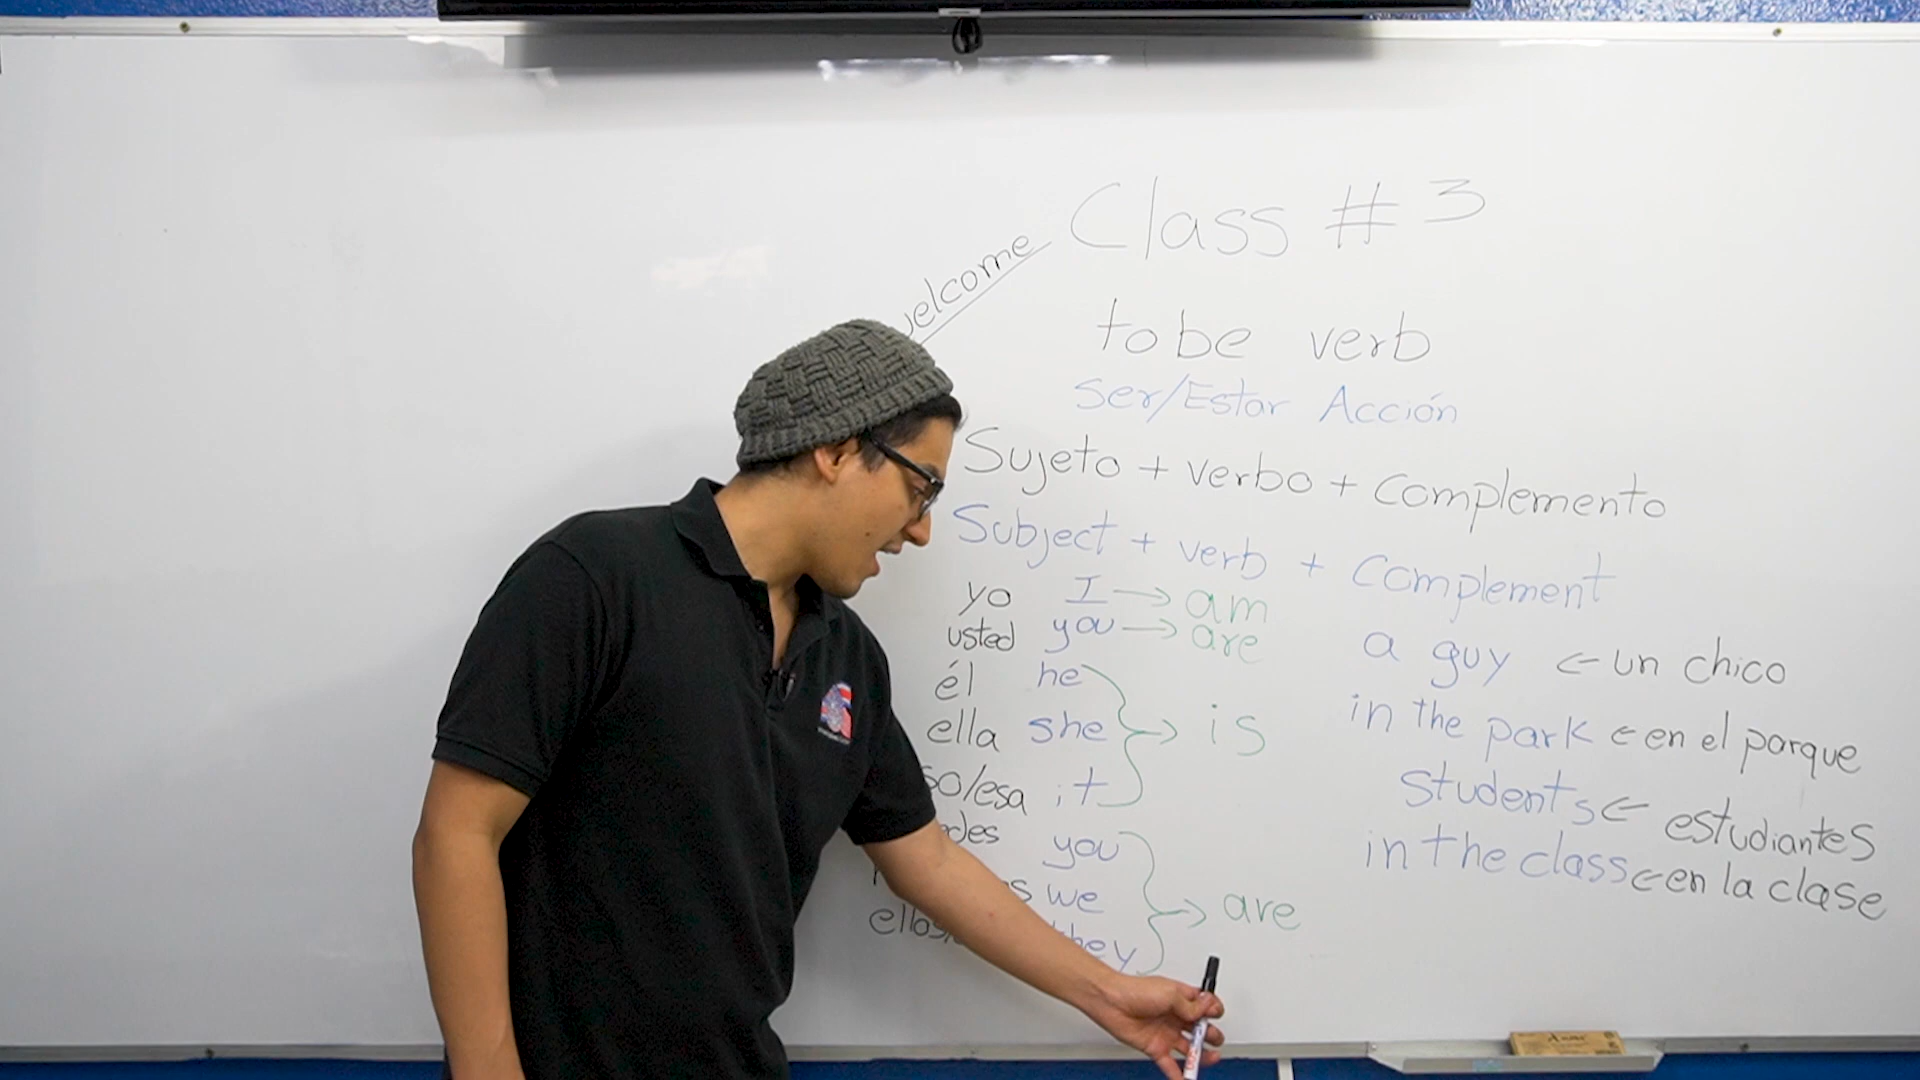 Class # 3
to be verb
Ser/Estar Acción
Sujeto + verbo + Complemento
Subject + verb + Complement
yo I → am
usted you → are
él he
ella she → is
/esa it
you
we → are
they
a guy ← un chico
in the park ← en el parque
students ← estudiantes
in the class ← en la clase